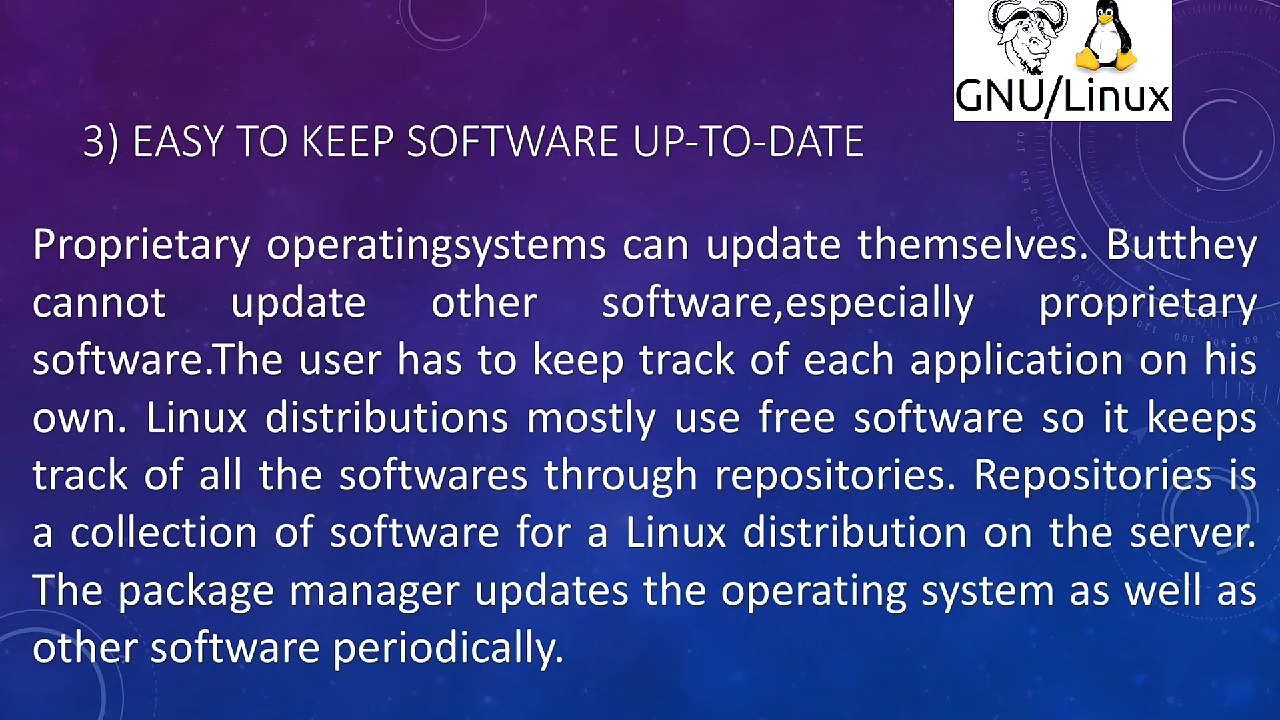 GNU/Linux
3) EASY TO KEEP SOFTWARE UP-TO-DATE
Proprietary operatingsystems can update themselves. Butthey
cannot update other software,especially proprietary
software.The user has to keep track of each application on his
own. Linux distributions mostly use free software so it keeps
track of all the softwares through repositories. Repositories is
a collection of software for a Linux distribution on the server.
The package manager updates the operating system as well as
other software periodically.
170
160
150